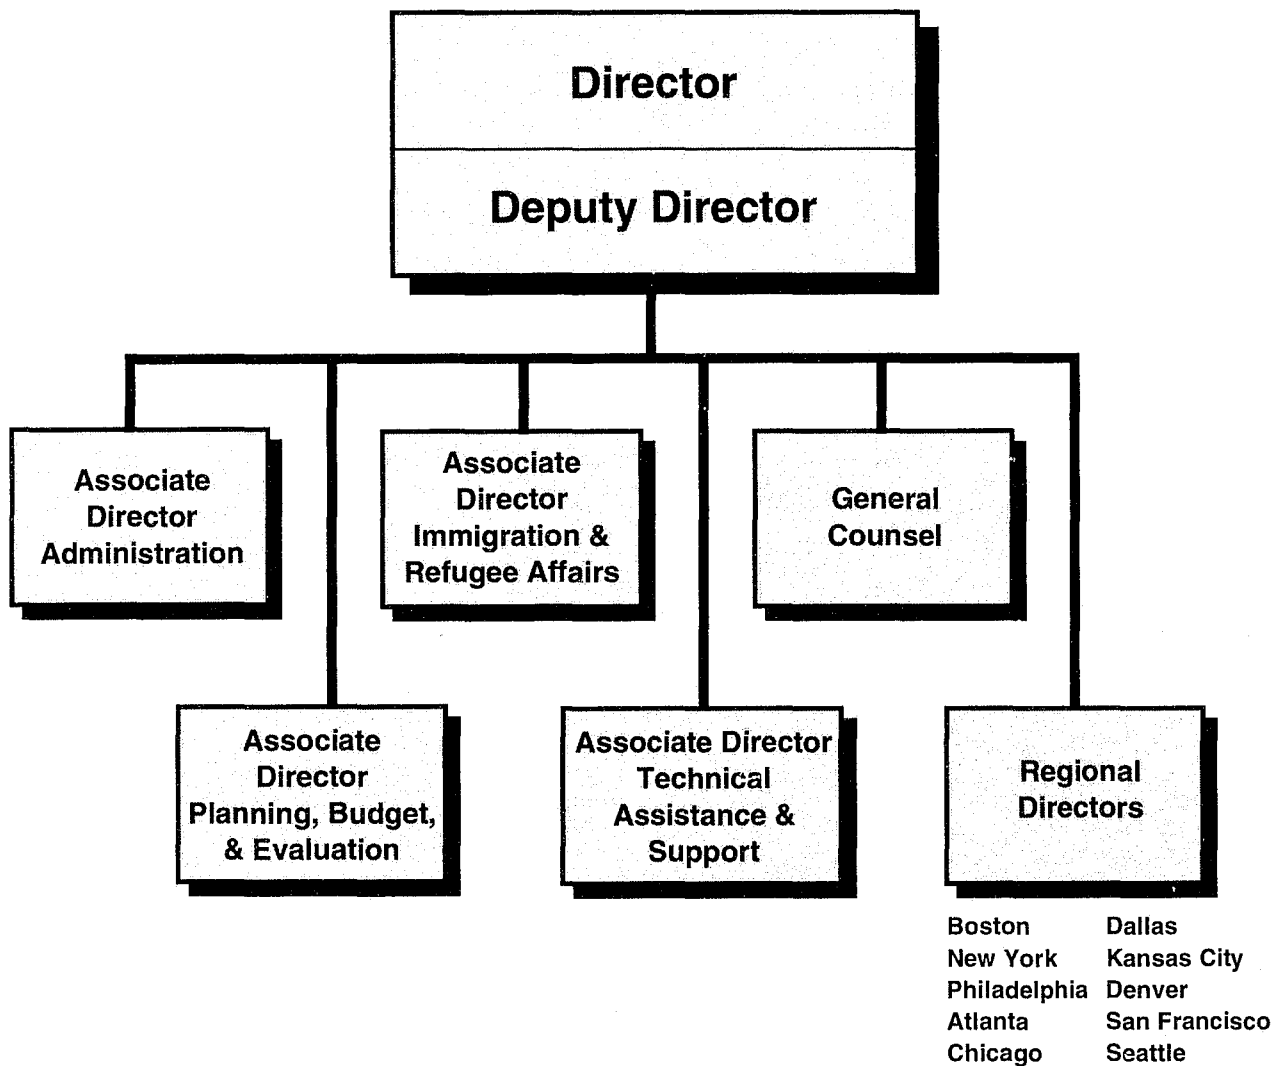 Director
Deputy Director
Associate
Director
Administration
Associate
Director
Immigration &
Refugee Affairs
General
Counsel
Associate
Director
Planning, Budget,
& Evaluation
Associate Director
Technical
Assistance &
Support
Regional
Directors
Boston Dallas
New York Kansas City
Philadelphia Denver
Atlanta San Francisco
Chicago Seattle